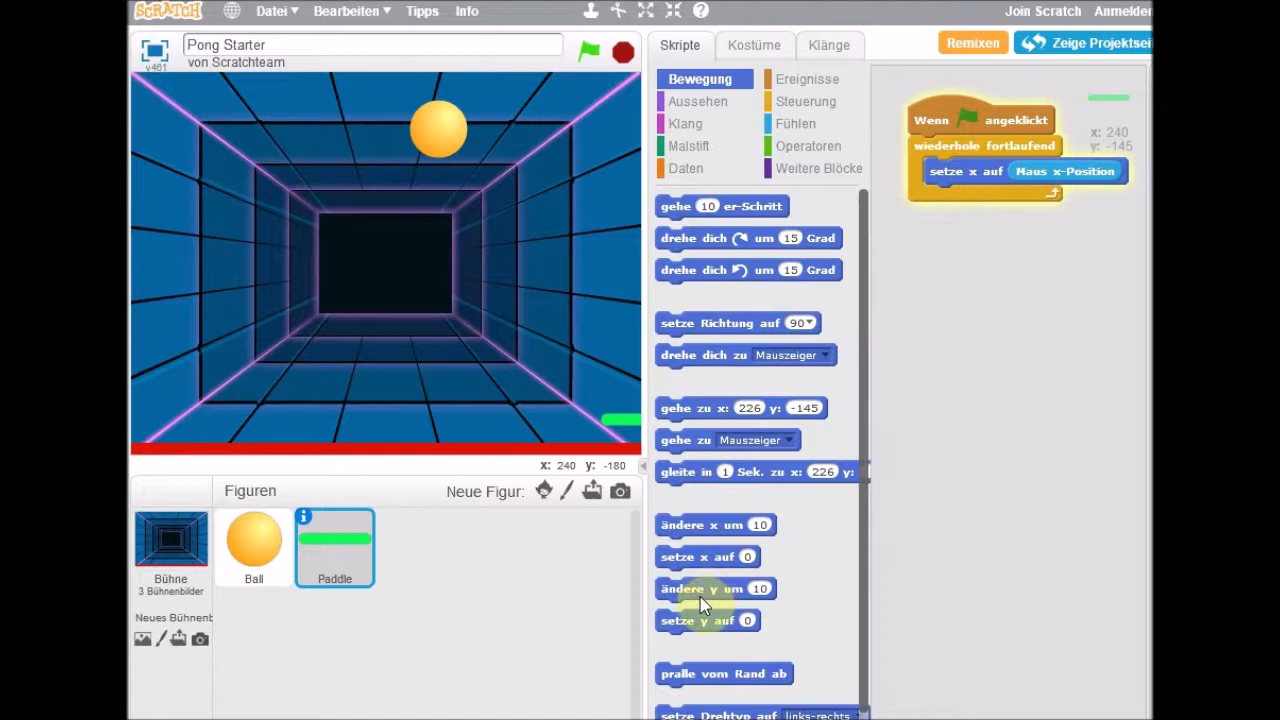 SCRATCH Datei Bearbeiten Tipps Info Join Scratch Anmelden
Pong Starter
von Scratchteam
v461
Skripte Kostüme Klänge
Remixen Zeige Projektsei
Bewegung Ereignisse
Aussehen Steuerung
Klang Fühlen
Malstift Operatoren
Daten Weitere Blöcke
gehe 10 er-Schritt
drehe dich um 15 Grad
drehe dich um 15 Grad
setze Richtung auf 90
drehe dich zu Mauszeiger
gehe zu x: 226 y: -145
gehe zu Mauszeiger
gleite in 1 Sek. zu x: 226 y:
ändere x um 10
setze x auf 0
ändere y um 10
setze y auf 0
pralle vom Rand ab
setze Drehtyp auf links-rechts
Wenn angeklickt
wiederhole fortlaufend
setze x auf Maus x-Position
x: 240
y: -145
x: 240 y: -180
Figuren Neue Figur:
Bühne
3 Bühnenbilder
Neues Bühnenb
Ball
Paddle